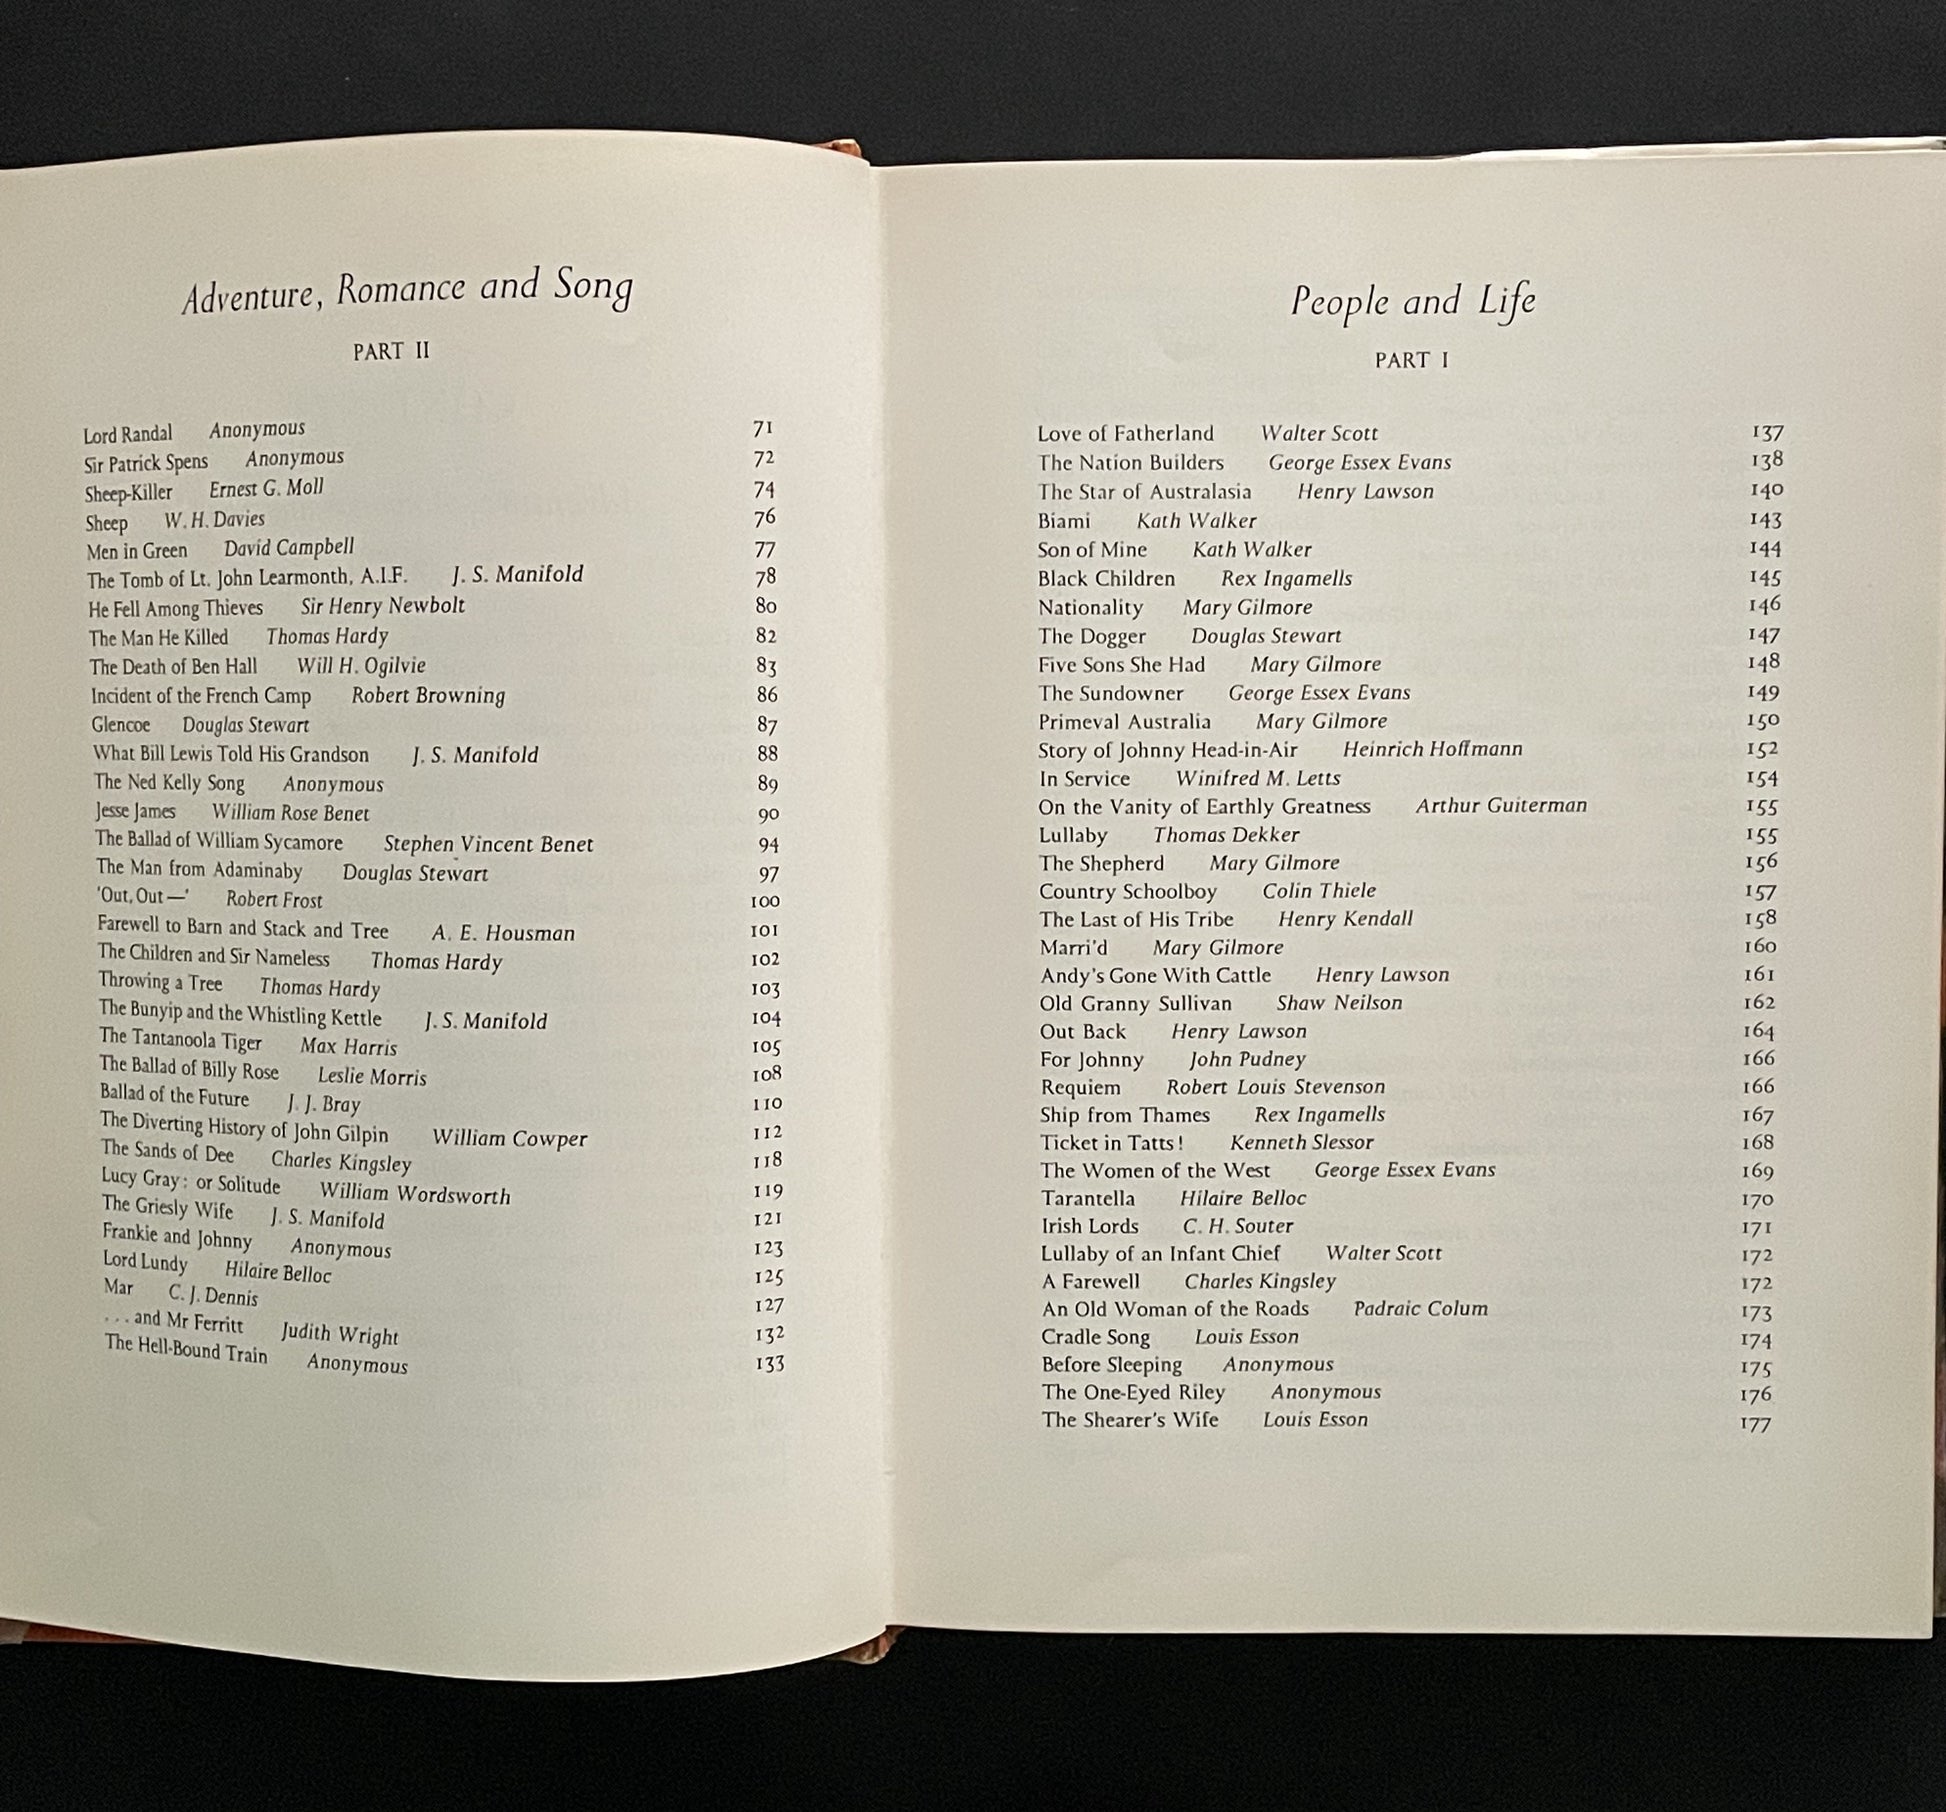 Adventure, Romance and Song
PART II
Lord Randal Anonymous 71
Sir Patrick Spens Anonymous 72
Sheep-Killer Ernest G. Moll 74
Sheep W. H. Davies 76
Men in Green David Campbell 77
The Tomb of Lt. John Learmonth, A.I.F. J. S. Manifold 78
He Fell Among Thieves Sir Henry Newbolt 80
The Man He Killed Thomas Hardy 82
The Death of Ben Hall Will H. Ogilvie 83
Incident of the French Camp Robert Browning 86
Glencoe Douglas Stewart 87
What Bill Lewis Told His Grandson J. S. Manifold 88
The Ned Kelly Song Anonymous 89
Jesse James William Rose Benet 90
The Ballad of William Sycamore Stephen Vincent Benet 94
The Man from Adaminaby Douglas Stewart 97
'Out, Out—' Robert Frost 100
Farewell to Barn and Stack and Tree A. E. Housman 101
The Children and Sir Nameless Thomas Hardy 102
Throwing a Tree Thomas Hardy 103
The Bunyip and the Whistling Kettle J. S. Manifold 104
The Tantanoola Tiger Max Harris 105
The Ballad of Billy Rose Leslie Morris 108
Ballad of the Future J. J. Bray 110
The Diverting History of John Gilpin William Cowper 112
The Sands of Dee Charles Kingsley 118
Lucy Gray: or Solitude William Wordsworth 119
The Griesly Wife J. S. Manifold 121
Frankie and Johnny Anonymous 123
Lord Lundy Hilaire Belloc 125
Mar C. J. Dennis 127
. . . and Mr Ferritt Judith Wright 132
The Hell-Bound Train Anonymous 133
People and Life
PART I
Love of Fatherland Walter Scott 137
The Nation Builders George Essex Evans 138
The Star of Australasia Henry Lawson 140
Biami Kath Walker 143
Son of Mine Kath Walker 144
Black Children Rex Ingamells 145
Nationality Mary Gilmore 146
The Dogger Douglas Stewart 147
Five Sons She Had Mary Gilmore 148
The Sundowner George Essex Evans 149
Primeval Australia Mary Gilmore 150
Story of Johnny Head-in-Air Heinrich Hoffmann 152
In Service Winifred M. Letts 154
On the Vanity of Earthly Greatness Arthur Guiterman 155
Lullaby Thomas Dekker 155
The Shepherd Mary Gilmore 156
Country Schoolboy Colin Thiele 157
The Last of His Tribe Henry Kendall 158
Marri'd Mary Gilmore 160
Andy's Gone With Cattle Henry Lawson 161
Old Granny Sullivan Shaw Neilson 162
Out Back Henry Lawson 164
For Johnny John Pudney 166
Requiem Robert Louis Stevenson 166
Ship from Thames Rex Ingamells 167
Ticket in Tatts! Kenneth Slessor 168
The Women of the West George Essex Evans 169
Tarantella Hilaire Belloc 170
Irish Lords C. H. Souter 171
Lullaby of an Infant Chief Walter Scott 172
A Farewell Charles Kingsley 172
An Old Woman of the Roads Padraic Colum 173
Cradle Song Louis Esson 174
Before Sleeping Anonymous 175
The One-Eyed Riley Anonymous 176
The Shearer's Wife Louis Esson 177